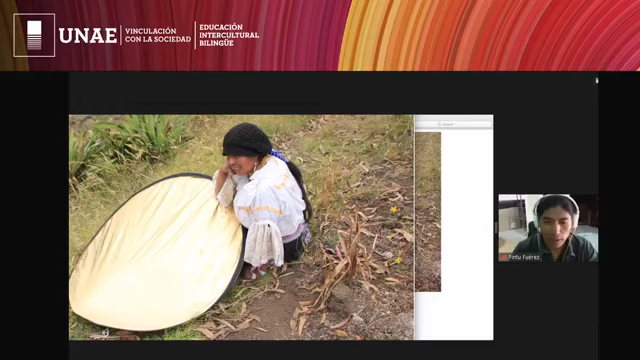 UNAE
VINCULACIÓN
CON LA SOCIEDAD
EDUCACIÓN
INTERCULTURAL
BILINGÜE
Pintu Fuérez